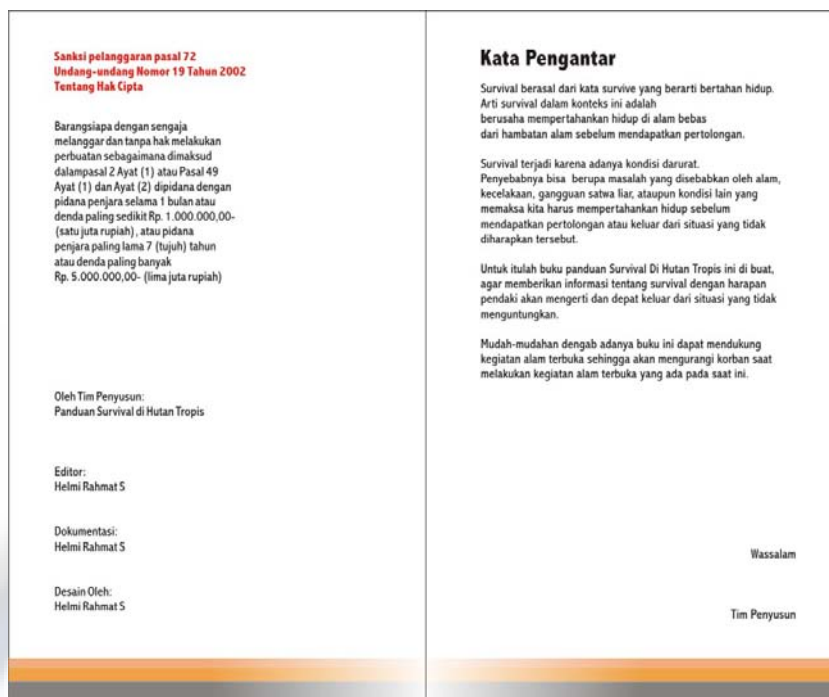 Sanksi pelanggaran pasal 72
Undang-undang Nomor 19 Tahun 2002
Tentang Hak Cipta
Barangsiapa dengan sengaja
melanggar dan tanpa hak melakukan
perbuatan sebagaimana dimaksud
dalampasal 2 Ayat (1) atau Pasal 49
Ayat (1) dan Ayat (2) dipidana dengan
pidana penjara selama 1 bulan atau
denda paling sedikit Rp. 1.000.000,00-
(satu juta rupiah), atau pidana
penjara paling lama 7 (tujuh) tahun
atau denda paling banyak
Rp. 5.000.000,00- (lima juta rupiah)
Oleh Tim Penyusun:
Panduan Survival di Hutan Tropis
Editor:
Helmi Rahmat S
Dokumentasi:
Helmi Rahmat S
Desain Oleh:
Helmi Rahmat S
Kata Pengantar
Survival berasal dari kata survive yang berarti bertahan hidup.
Arti survival dalam konteks ini adalah
berusaha mempertahankan hidup di alam bebas
dari hambatan alam sebelum mendapatkan pertolongan.
Survival terjadi karena adanya kondisi darurat.
Penyebabnya bisa berupa masalah yang disebabkan oleh alam,
kecelakaan, gangguan satwa liar, ataupun kondisi lain yang
memaksa kita harus mempertahankan hidup sebelum
mendapatkan pertolongan atau keluar dari situasi yang tidak
diharapkan tersebut.
Untuk itulah buku panduan Survival Di Hutan Tropis ini di buat,
agar memberikan informasi tentang survival dengan harapan
pendaki akan mengerti dan depat keluar dari situasi yang tidak
menguntungkan.
Mudah-mudahan dengab adanya buku ini dapat mendukung
kegiatan alam terbuka sehingga akan mengurangi korban saat
melakukan kegiatan alam terbuka yang ada pada saat ini.
Wassalam
Tim Penyusun